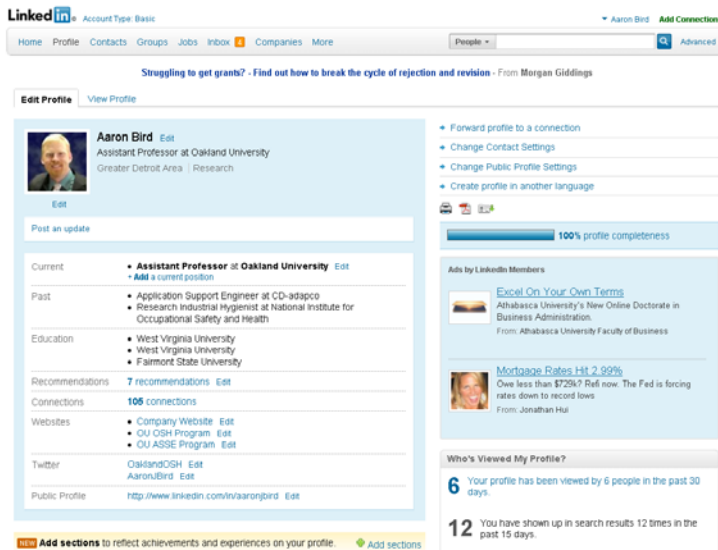 Linked in Account Type: Basic
Aaron Bird Add Connection
Home Profile Contacts Groups Jobs Inbox Companies More
People Advanced
Struggling to get grants? - Find out how to break the cycle of rejection and revision - From Morgan Giddings
Edit Profile View Profile
Aaron Bird Edit
Assistant Professor at Oakland University
Greater Detroit Area | Research
Edit
Post an update
Current • Assistant Professor at Oakland University Edit
+ Add a current position
Past • Application Support Engineer at CD-adapco
• Research Industrial Hygienist at National Institute for
Occupational Safety and Health
Education • West Virginia University
• West Virginia University
• Fairmont State University
Recommendations 7 recommendations Edit
Connections 105 connections
Websites • Company Website Edit
• OU OSH Program Edit
• OU ASSE Program Edit
Twitter OaklandOSH Edit
AaronJBird Edit
Public Profile http://www.linkedin.com/in/aaronjbird Edit
NEW Add sections to reflect achievements and experiences on your profile. Add sections
Forward profile to a connection
Change Contact Settings
Change Public Profile Settings
Create profile in another language
100% profile completeness
Ads by LinkedIn Members
Excel On Your Own Terms
Athabasca University's New Online Doctorate in
Business Administration.
From: Athabasca University Faculty of Business
Mortgage Rates Hit 2.99%
Owe less than $729k? Refi now. The Fed is forcing
rates down to record lows
From: Jonathan Hui
Who's Viewed My Profile?
6 Your profile has been viewed by 6 people in the past 30
days.
12 You have shown up in search results 12 times in the
past 15 days.